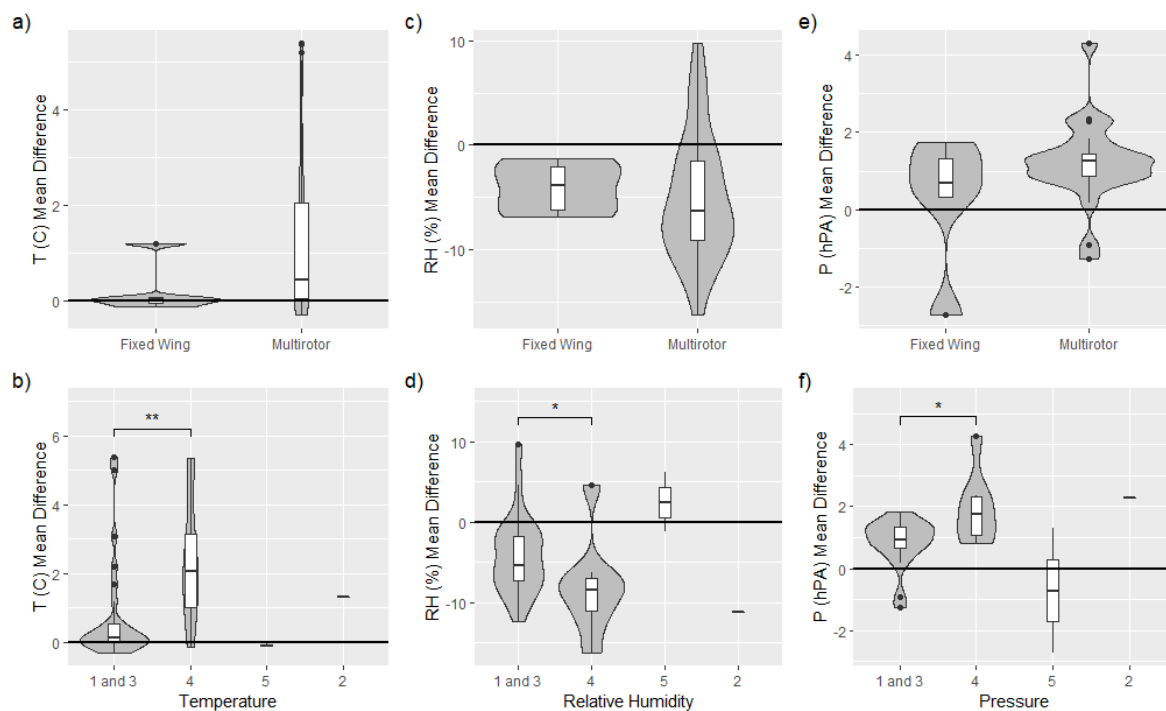 a)
T (C) Mean Difference
4
2
0
Fixed Wing Multirotor
c)
RH (%) Mean Difference
10
0
-10
Fixed Wing Multirotor
e)
P (hPA) Mean Difference
4
2
0
-2
Fixed Wing Multirotor
b)
T (C) Mean Difference
6
4
2
0
**
1 and 3 4 5 2
Temperature
d)
RH (%) Mean Difference
10
0
-10
*
1 and 3 4 5 2
Relative Humidity
f)
P (hPA) Mean Difference
4
2
0
-2
*
1 and 3 4 5 2
Pressure